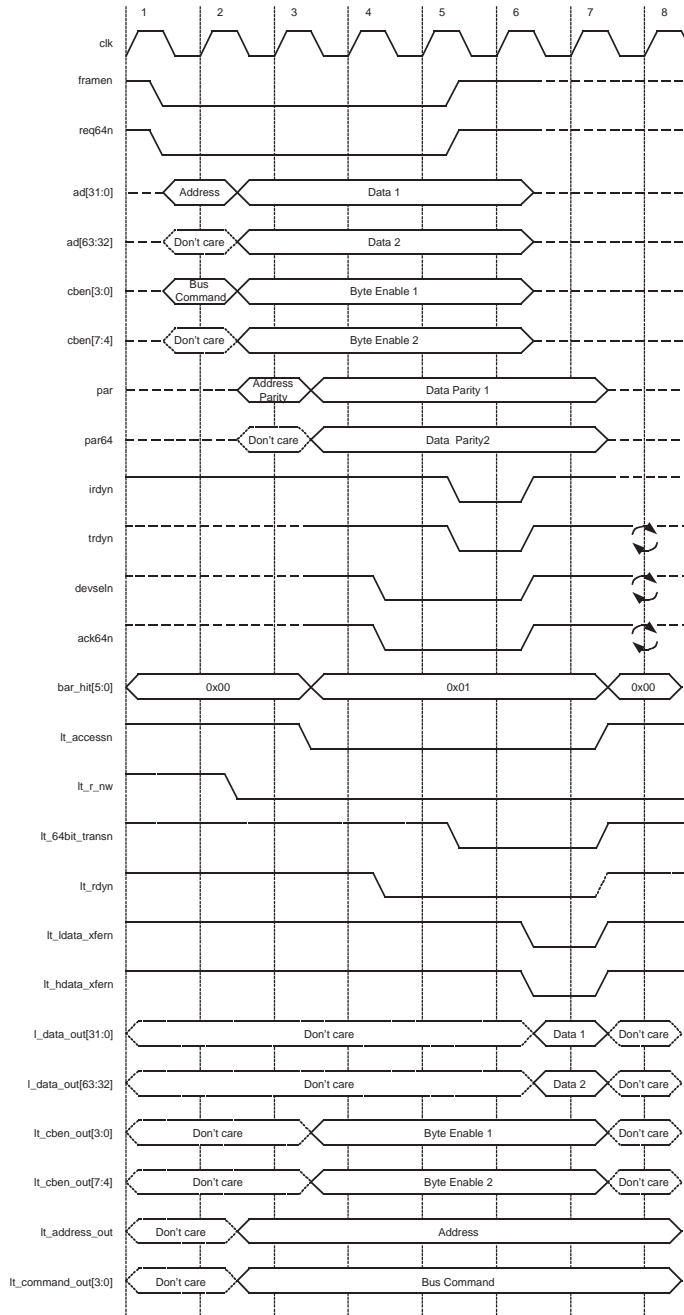 1 2 3 4 5 6 7 8
clk
framen
req64n
ad[31:0] Address Data 1
ad[63:32] Don't care Data 2
cben[3:0] Bus Command Byte Enable 1
cben[7:4] Don't care Byte Enable 2
par Address Parity Data Parity 1
par64 Don't care Data Parity2
irdyn
trdyn
devseln
ack64n
bar_hit[5:0] 0x00 0x01 0x00
lt_accessn
lt_r_nw
lt_64bit_transn
lt_rdyn
lt_ldata_xfern
lt_hdata_xfern
l_data_out[31:0] Don't care Data 1 Don't care
l_data_out[63:32] Don't care Data 2 Don't care
lt_cben_out[3:0] Don't care Byte Enable 1 Don't care
lt_cben_out[7:4] Don't care Byte Enable 2 Don't care
lt_address_out Don't care Address
lt_command_out[3:0] Don't care Bus Command